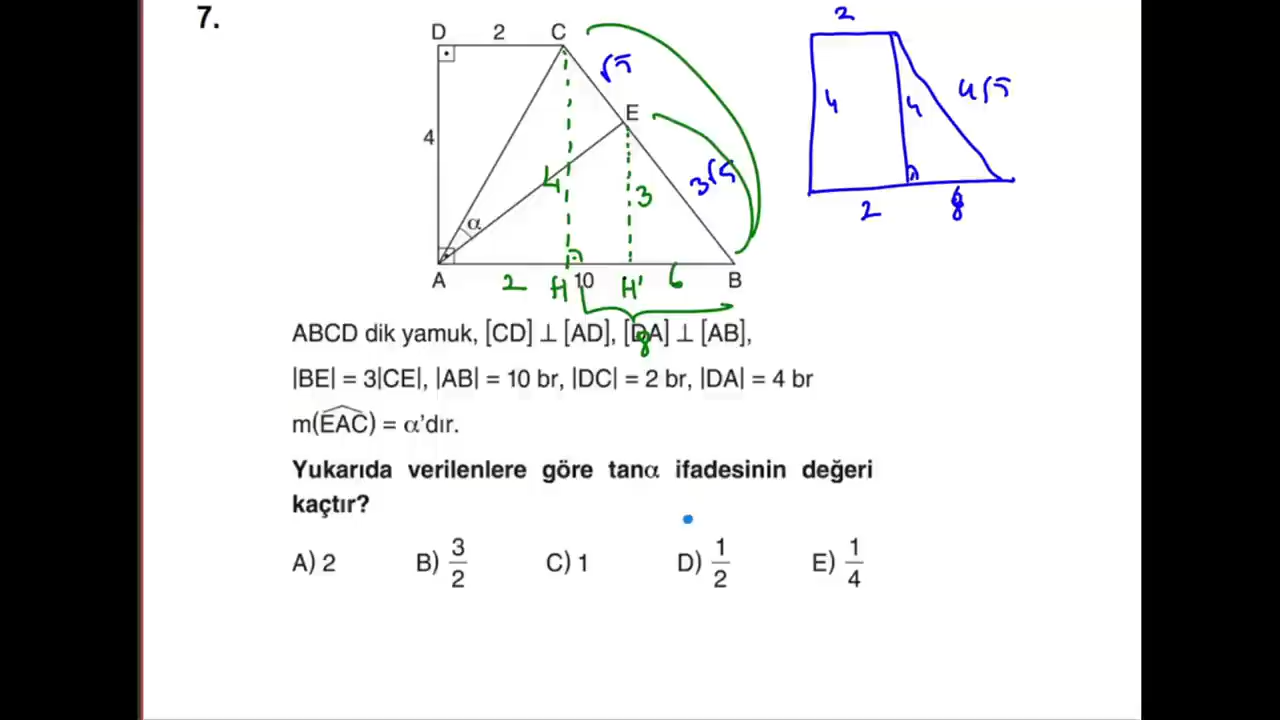 7.
D 2 C
√5
E
4
4
3√5
3
α
A 2 H 10 H' 6 B
8
2
4 4 4√5
2 8
ABCD dik yamuk, [CD] ⊥ [AD], [DA] ⊥ [AB],
|BE| = 3|CE|, |AB| = 10 br, |DC| = 2 br, |DA| = 4 br
m(EAC) = α'dır.
Yukarıda verilenlere göre tanα ifadesinin değeri
kaçtır?
A) 2 B) 3/2 C) 1 D) 1/2 E) 1/4